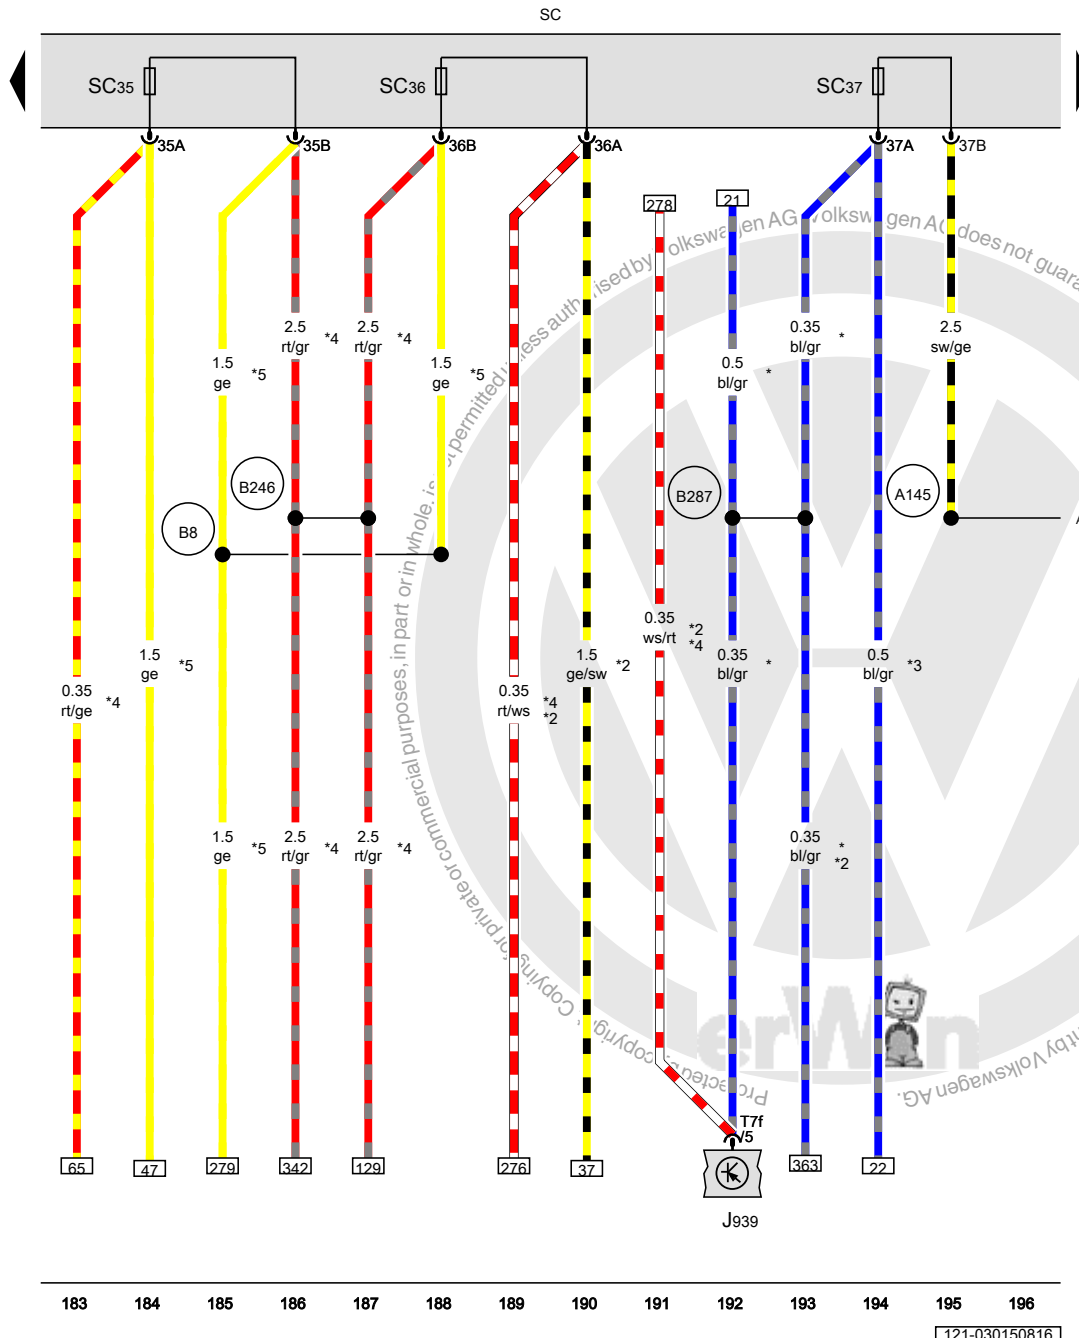 SC
SC35
SC36
SC37
35A
35B
36B
36A
37A
37B
278
21
2.5
rt/gr
*4
2.5
rt/gr
*4
0.35
bl/gr
*
2.5
sw/ge
1.5
ge
*5
1.5
ge
*5
0.5
bl/gr
*
B246
B287
A145
B8
0.35
ws/rt
*2
*4
1.5
ge
*5
1.5
ge/sw
*2
0.35
bl/gr
*
0.5
bl/gr
*3
0.35
rt/ge
*4
0.35
rt/ws
*4
*2
1.5
ge
*5
2.5
rt/gr
*4
2.5
rt/gr
*4
0.35
bl/gr
*
*2
erWin
T7f
/5
65
47
279
342
129
276
37
363
22
J939
183 184 185 186 187 188 189 190 191 192 193 194 195 196
121-030150816